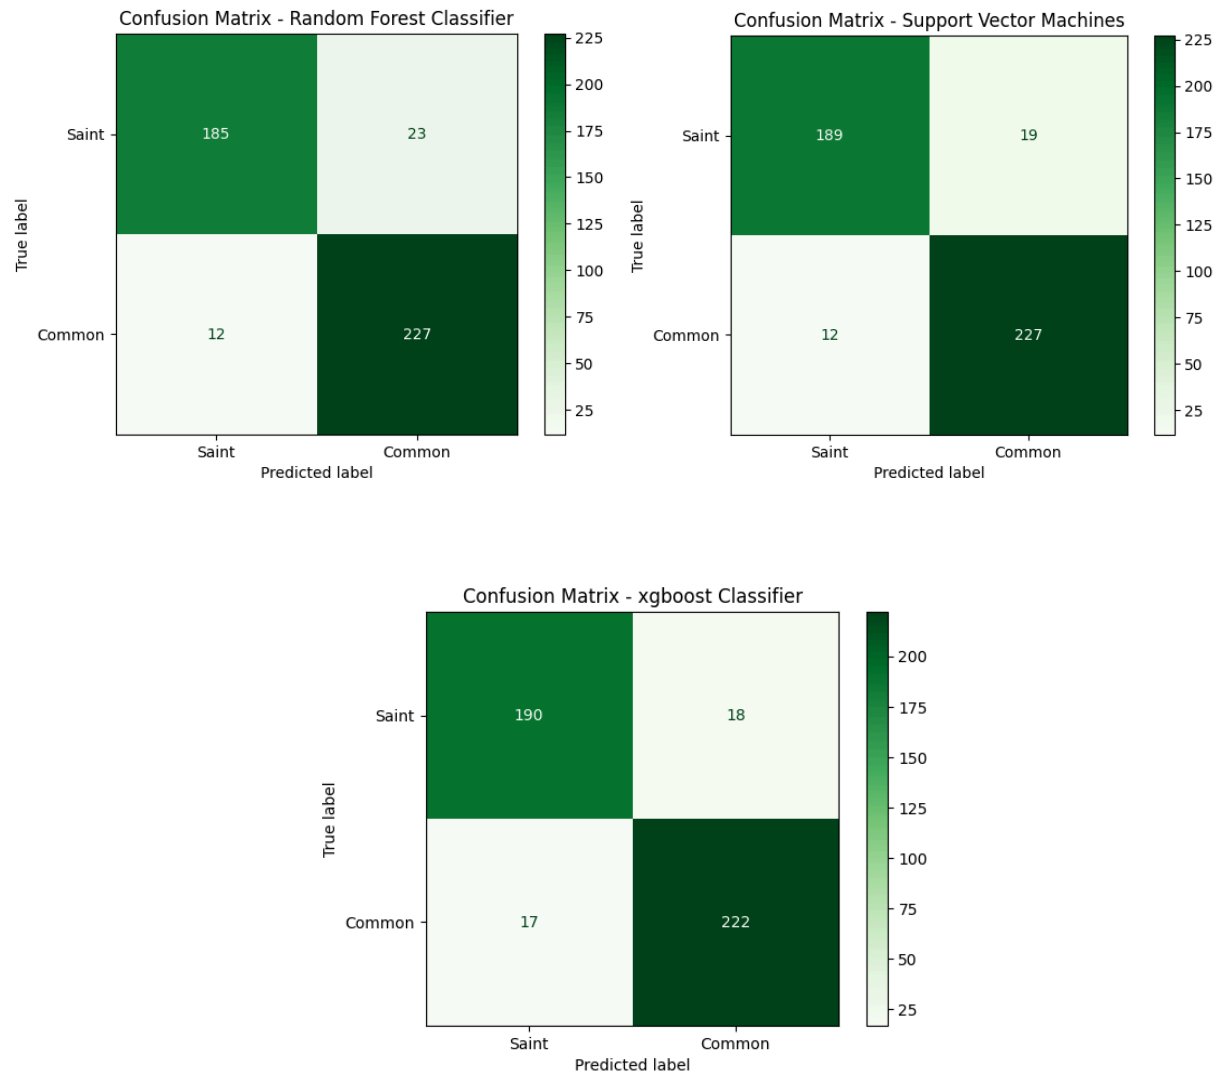 Confusion Matrix - Random Forest Classifier
True label
Saint
Common
185
23
12
227
Saint
Common
Predicted label
225
200
175
150
125
100
75
50
25
Confusion Matrix - Support Vector Machines
True label
Saint
Common
189
19
12
227
Saint
Common
Predicted label
225
200
175
150
125
100
75
50
25
Confusion Matrix - xgboost Classifier
True label
Saint
Common
190
18
17
222
Saint
Common
Predicted label
200
175
150
125
100
75
50
25